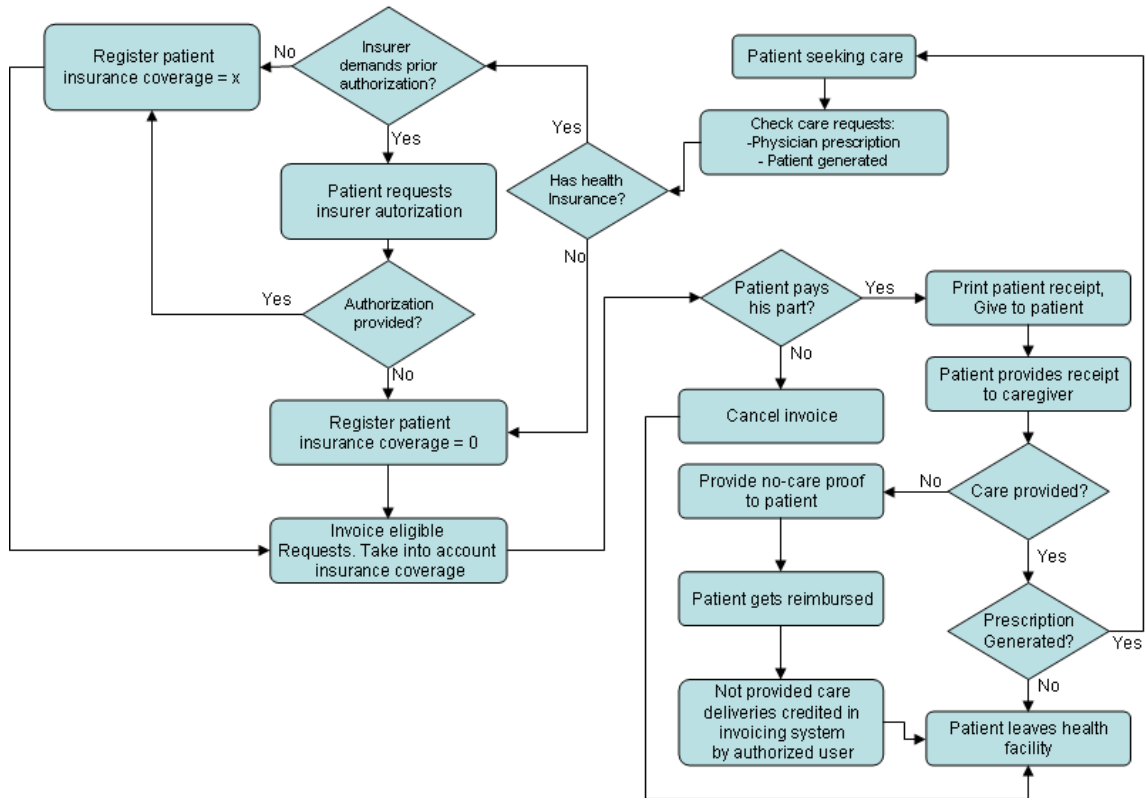 Patient seeking care
Check care requests:
-Physician prescription
- Patient generated
Has health
Insurance?
Yes
No
Insurer
demands prior
authorization?
No
Yes
Register patient
insurance coverage = x
Patient requests
insurer autorization
Authorization
provided?
Yes
No
Register patient
insurance coverage = 0
Invoice eligible
Requests. Take into account
insurance coverage
Patient pays
his part?
Yes
No
Print patient receipt,
Give to patient
Patient provides receipt
to caregiver
Cancel invoice
Care provided?
No
Yes
Provide no-care proof
to patient
Patient gets reimbursed
Not provided care
deliveries credited in
invoicing system
by authorized user
Prescription
Generated?
Yes
No
Patient leaves health
facility